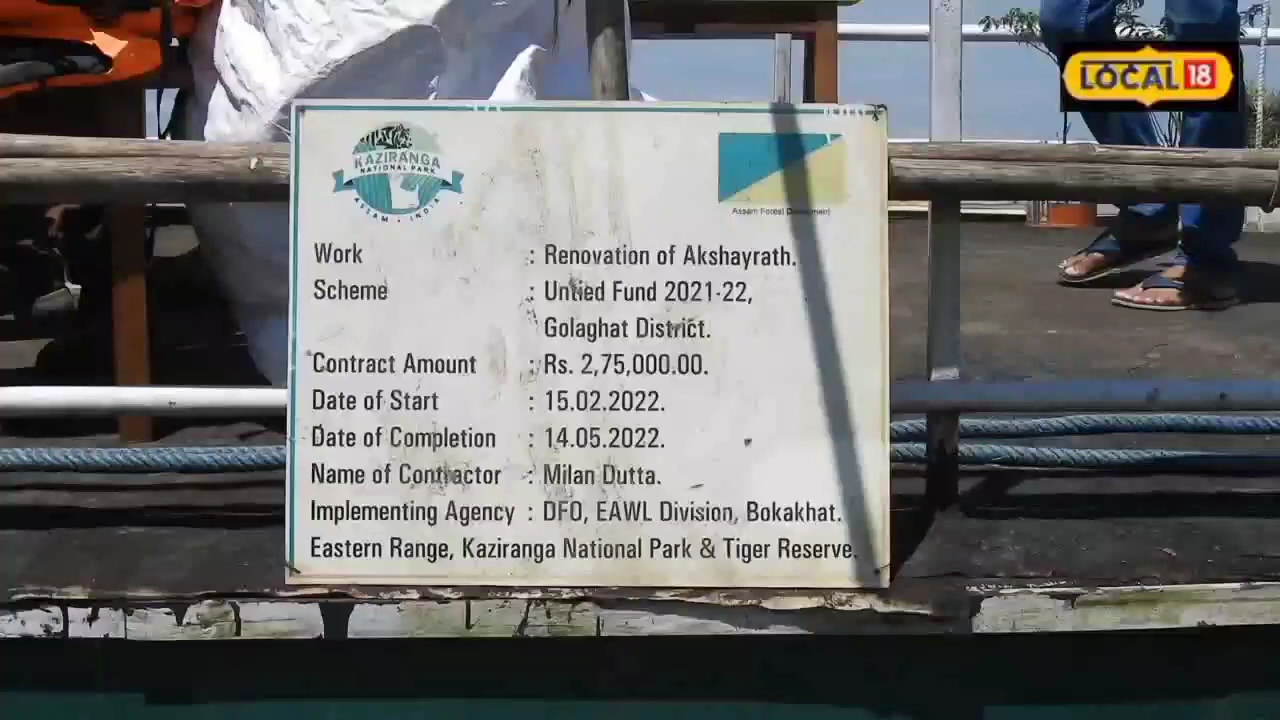 LOCAL 18
KAZIRANGA
NATIONAL PARK
ASSAM • INDIA
Assam Forest
Work : Renovation of Akshayrath.
Scheme : Untied Fund 2021-22,
Golaghat District.
Contract Amount : Rs. 2,75,000.00.
Date of Start : 15.02.2022.
Date of Completion : 14.05.2022.
Name of Contractor : Milan Dutta.
Implementing Agency : DFO, EAWL Division, Bokakhat.
Eastern Range, Kaziranga National Park & Tiger Reserve.